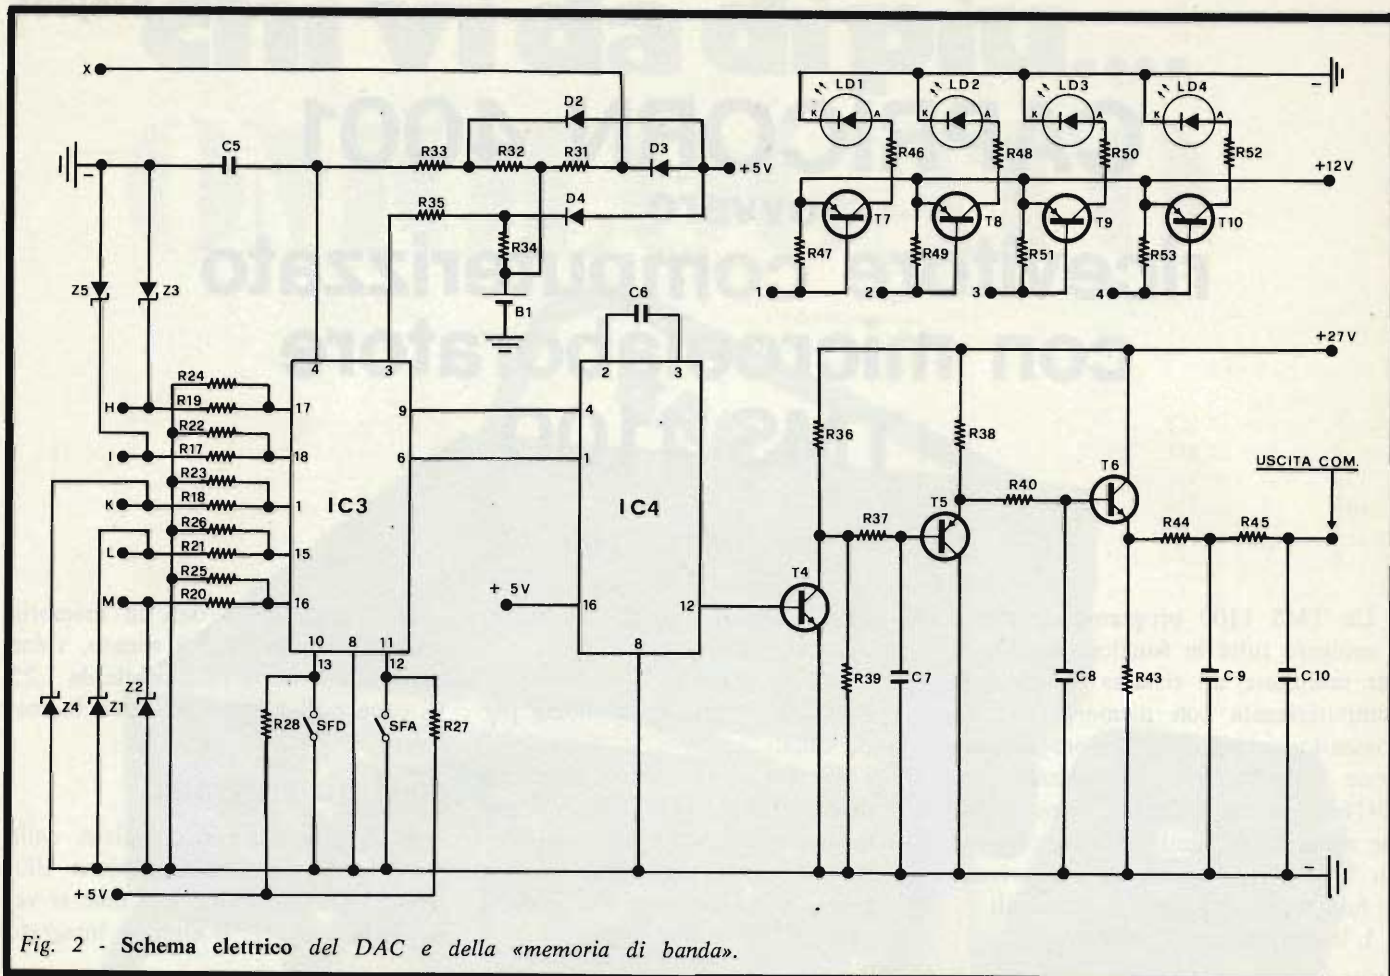 X
C5
R33
R32
R31
D2
D3
+5V
R35
D4
R34
B1
Z5
Z3
C6
4
3
2
3
R24
H
R19
17
R22
I
R17
18
R23
K
R18
1
R26
L
R21
15
R25
M
R20
16
9
6
IC3
4
1
IC4
+ 5V
16
12
8
10
8
11
13
12
R28
SFD
SFA
R27
Z4
Z1
Z2
+5V
LD1
LD2
LD3
LD4
K
A
K
A
K
A
K
A
R46
R48
R50
R52
+12V
T7
T8
T9
T10
R47
R49
R51
R53
1
2
3
4
+27V
R36
R38
T6
USCITA COM.
R40
T5
R37
R44
R45
T4
R39
C7
C8
R43
C9
C10
Fig. 2 - Schema elettrico del DAC e della «memoria di banda».